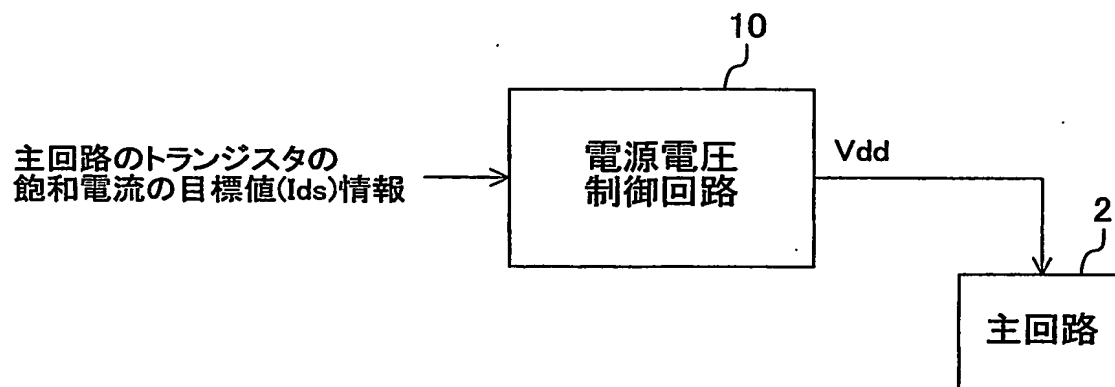 10
主回路のトランジスタの
飽和電流の目標値(Ids)情報
電源電圧
制御回路
Vdd
2
主回路